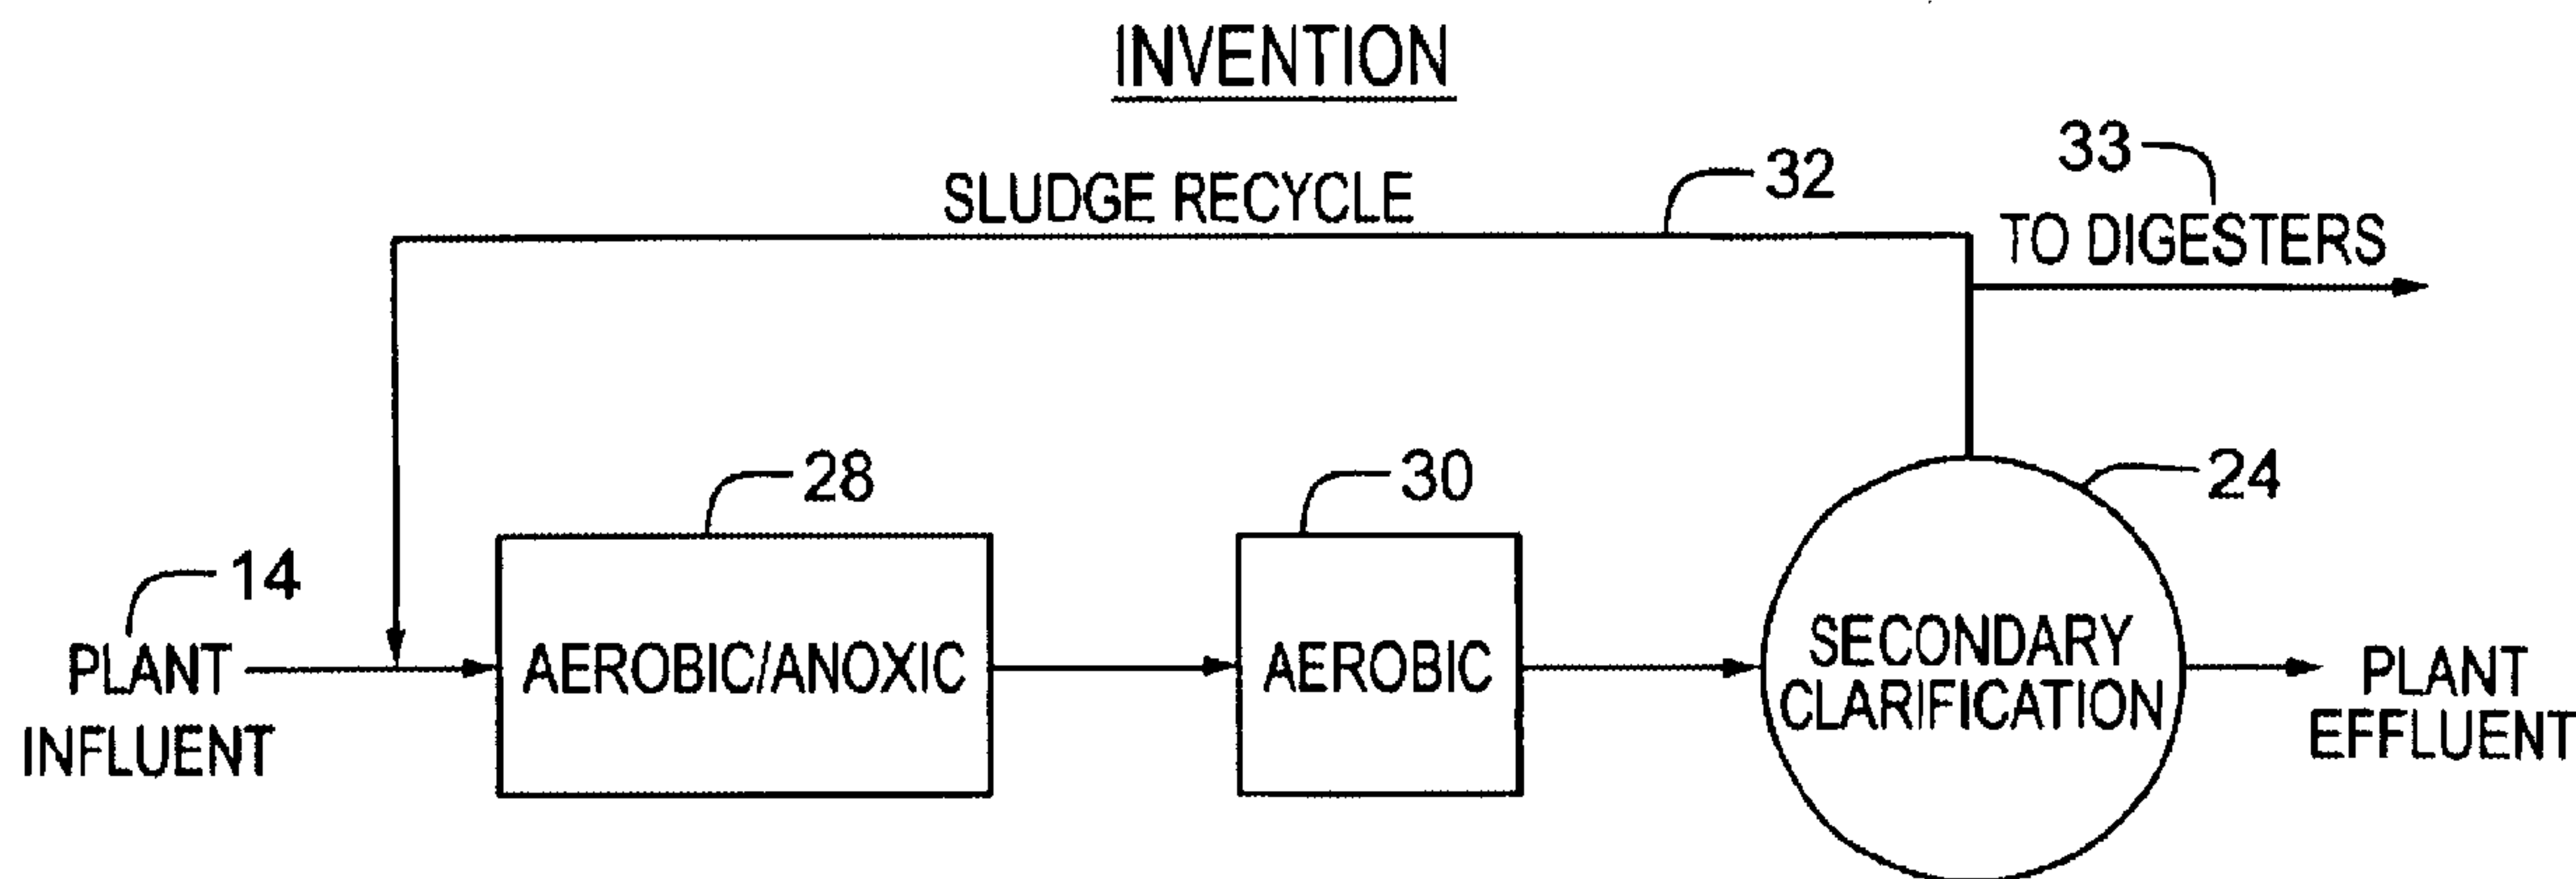 INVENTION
33
SLUDGE RECYCLE
32
TO DIGESTERS
28
30
24
14
PLANT
INFLUENT
AEROBIC/ANOXIC
AEROBIC
SECONDARY
CLARIFICATION
PLANT
EFFLUENT